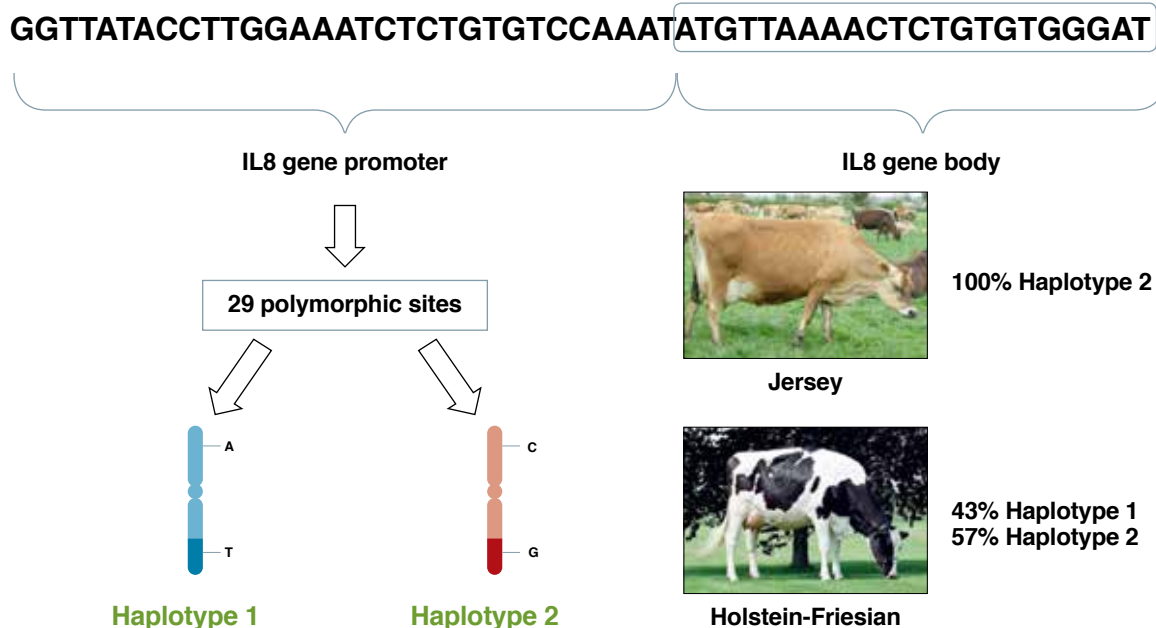 GGTTATACCTTGGAAATCTCTGTGTCCAAATATGTTAAAACTCTGTGTGGGAT
IL8 gene promoter
IL8 gene body
29 polymorphic sites
100% Haplotype 2
Jersey
A
C
T
G
43% Haplotype 1
57% Haplotype 2
Haplotype 1
Haplotype 2
Holstein-Friesian